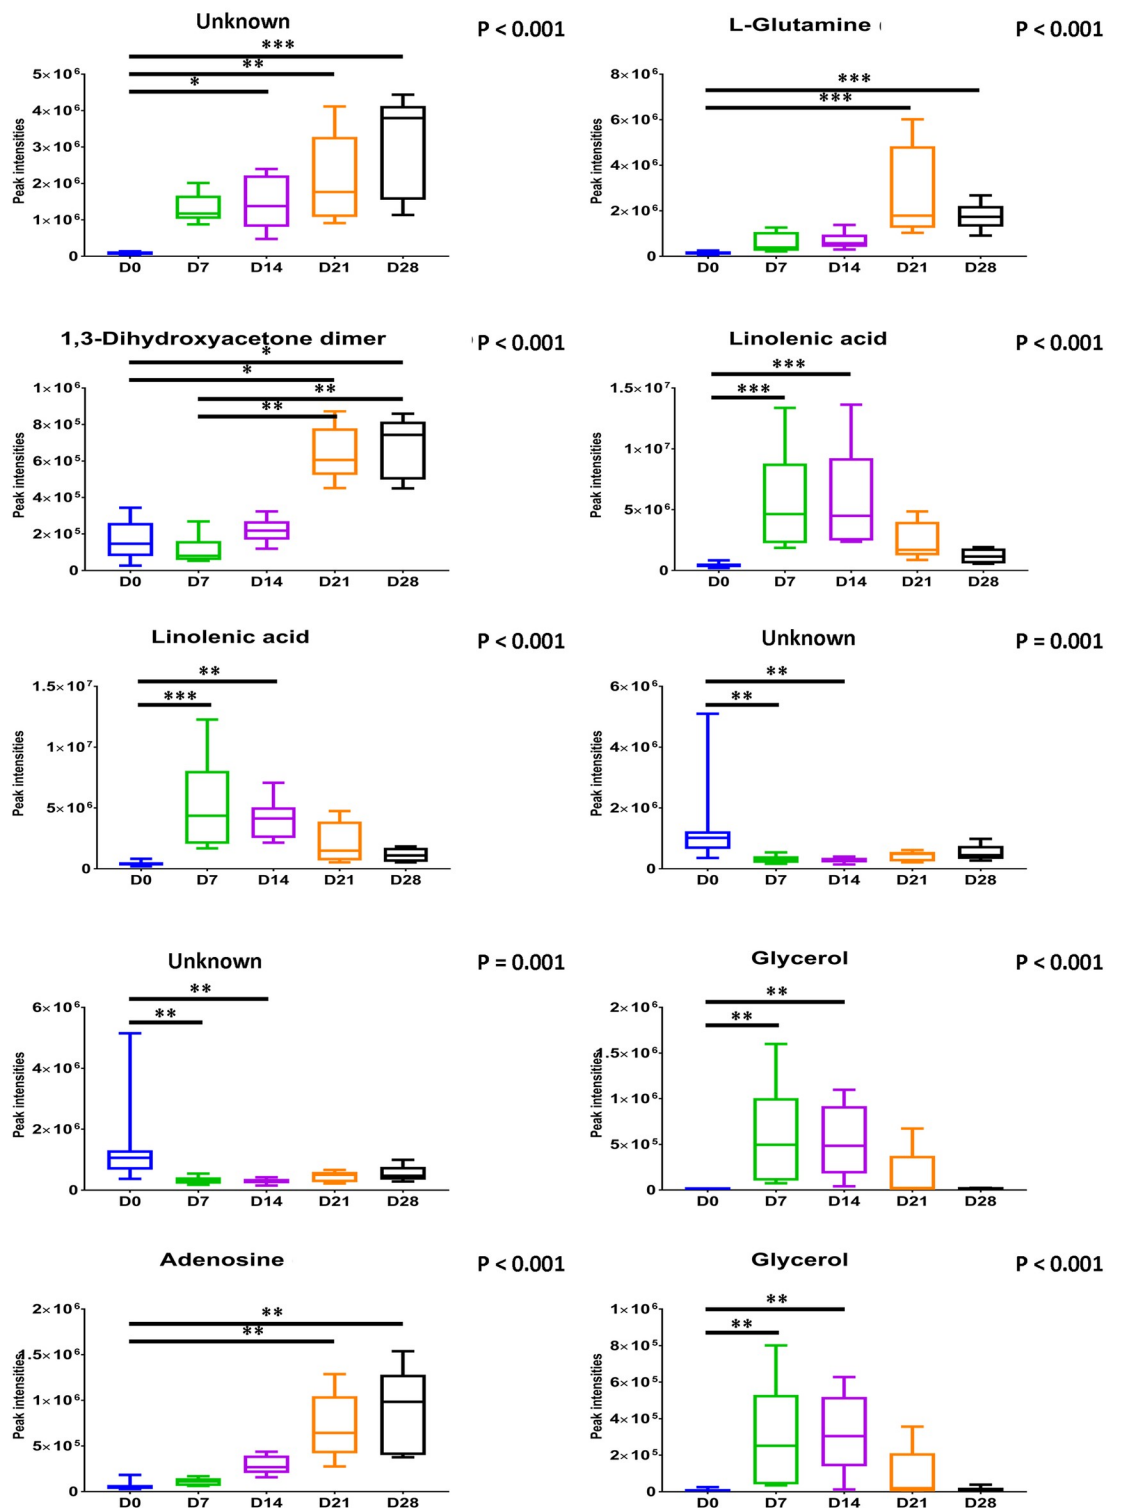 Unknown
P < 0.001
***
**
*
5×10⁶
4×10⁶
3×10⁶
2×10⁶
1×10⁶
0
Peak intensities
D0 D7 D14 D21 D28
L-Glutamine (
P < 0.001
***
***
8×10⁶
6×10⁶
4×10⁶
2×10⁶
0
Peak intensities
D0 D7 D14 D21 D28
1,3-Dihydroxyacetone dimer
P < 0.001
*
*
**
**
1×10⁶
8×10⁵
6×10⁵
4×10⁵
2×10⁵
0
Peak intensities
D0 D7 D14 D21 D28
Linolenic acid
P < 0.001
***
***
1.5×10⁷
1×10⁷
5×10⁶
0
Peak intensities
D0 D7 D14 D21 D28
Linolenic acid
P < 0.001
**
***
1.5×10⁷
1×10⁷
5×10⁶
0
Peak intensities
D0 D7 D14 D21 D28
Unknown
P = 0.001
**
**
6×10⁶
4×10⁶
2×10⁶
0
Peak intensities
D0 D7 D14 D21 D28
Unknown
P = 0.001
**
**
6×10⁶
4×10⁶
2×10⁶
0
Peak intensities
D0 D7 D14 D21 D28
Glycerol
P < 0.001
**
**
2×10⁶
1.5×10⁶
1×10⁶
5×10⁵
0
Peak intensities
D0 D7 D14 D21 D28
Adenosine
P < 0.001
**
**
2×10⁶
1.5×10⁶
1×10⁶
5×10⁵
0
Peak intensities
D0 D7 D14 D21 D28
Glycerol
P < 0.001
**
**
1×10⁶
8×10⁵
6×10⁵
4×10⁵
2×10⁵
0
Peak intensities
D0 D7 D14 D21 D28